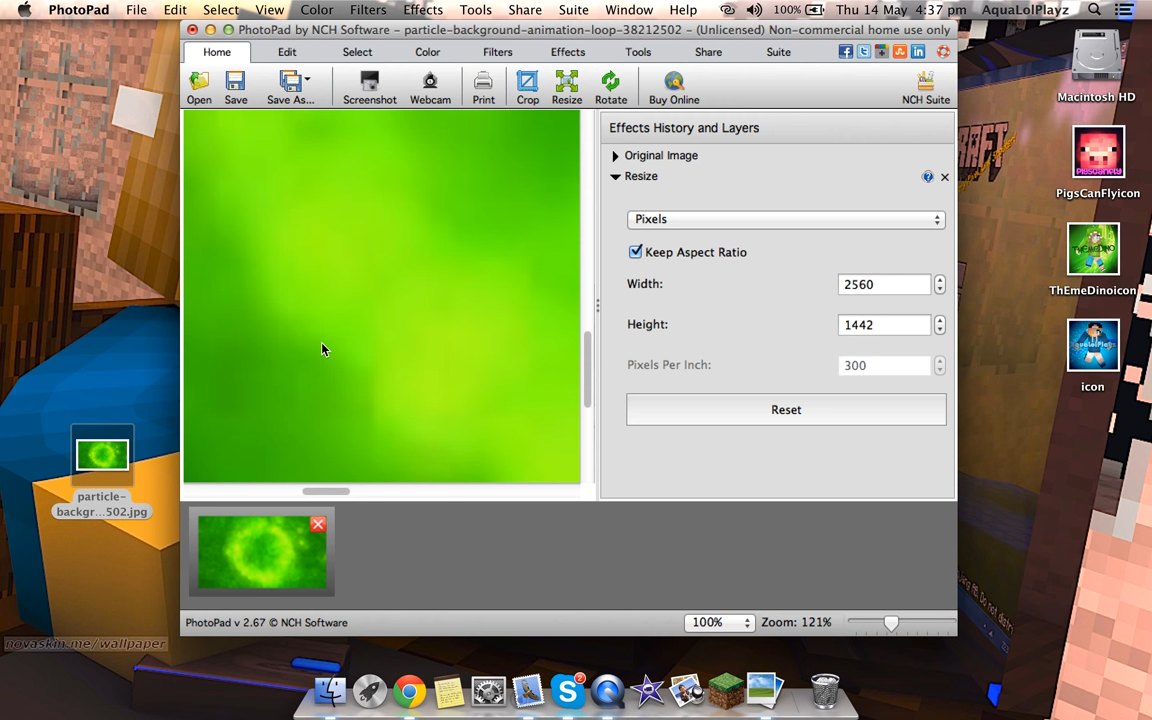 PhotoPad File Edit Select View Color Filters Effects Tools Share Suite Window Help 100% Thu 14 May 4:37 pm AquaLolPlayz
PhotoPad by NCH Software - particle-background-animation-loop-38212502 - (Unlicensed) Non-commercial home use only
Home Edit Select Color Filters Effects Tools Share Suite
Open Save Save As... Screenshot Webcam Print Crop Resize Rotate Buy Online NCH Suite
Effects History and Layers
Original Image
Resize
Pixels
Keep Aspect Ratio
Width: 2560
Height: 1442
Pixels Per Inch: 300
Reset
PhotoPad v 2.67 © NCH Software 100% Zoom: 121%
particle-
backgr...502.jpg
novaskin.me/wallpaper
Macintosh HD
PIGSCANFLY
PigsCanFlyicon
THEMEDINO
ThEmeDinoicon
icon
2